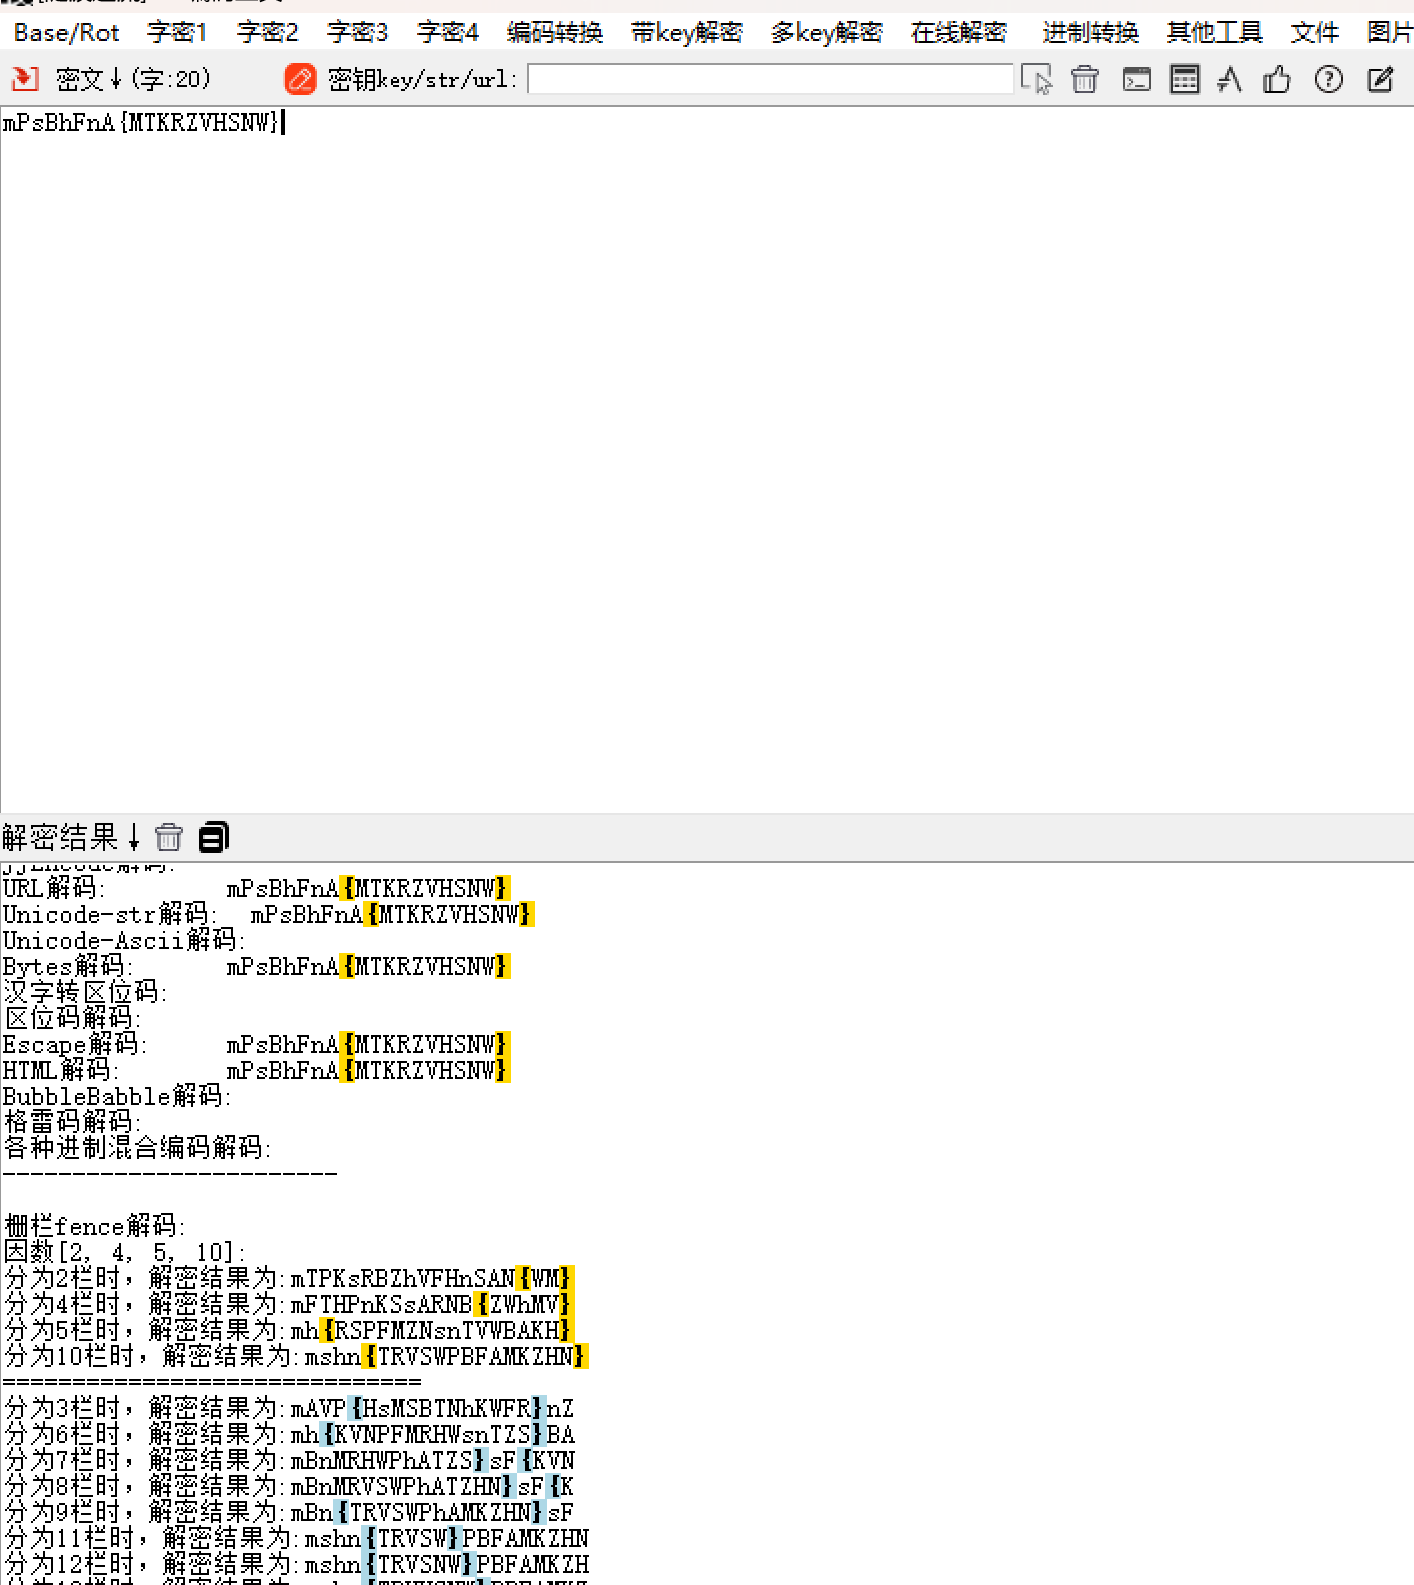 Base/Rot 字密1 字密2 字密3 字密4 编码转换 带key解密 多key解密 在线解密 进制转换 其他工具 文件 图片
密文↓(字:20) 密钥key/str/url:
mPsBhFnA{MTKRZVHSNW}
解密结果↓
URL解码: mPsBhFnA{MTKRZVHSNW}
Unicode-str解码: mPsBhFnA{MTKRZVHSNW}
Unicode-Ascii解码:
Bytes解码: mPsBhFnA{MTKRZVHSNW}
汉字转区位码:
区位码解码:
Escape解码: mPsBhFnA{MTKRZVHSNW}
HTML解码: mPsBhFnA{MTKRZVHSNW}
BubbleBabble解码:
格雷码解码:
各种进制混合编码解码:
------------------------
栅栏fence解码:
因数[2, 4, 5, 10]:
分为2栏时，解密结果为:mTPKsRBZhVFHnSAN{WM}
分为4栏时，解密结果为:mFTHPnKSsARNB{ZWhMV}
分为5栏时，解密结果为:mh{RSPFMZNsnTVWBAKH}
分为10栏时，解密结果为:mshn{TRVSWPBFAMKZHN}
==============================
分为3栏时，解密结果为:mAVP{HsMSBTNhKWFR}nZ
分为6栏时，解密结果为:mh{KVNPFMRHWsnTZS}BA
分为7栏时，解密结果为:mBnMRHWPhATZS}sF{KVN
分为8栏时，解密结果为:mBnMRVSWPhATZHN}sF{K
分为9栏时，解密结果为:mBn{TRVSWPhAMKZHN}sF
分为11栏时，解密结果为:mshn{TRVSW}PBFAMKZHN
分为12栏时，解密结果为:mshn{TRVSNW}PBFAMKZH